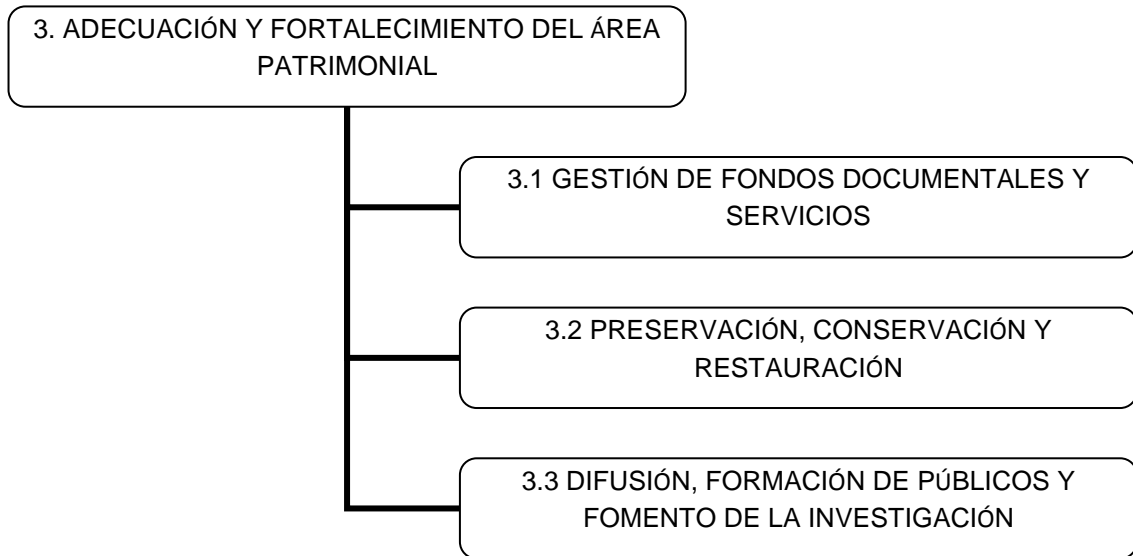 3. ADECUACIÓN Y FORTALECIMIENTO DEL ÁREA
PATRIMONIAL
3.1 GESTIÓN DE FONDOS DOCUMENTALES Y
SERVICIOS
3.2 PRESERVACIÓN, CONSERVACIÓN Y
RESTAURACIÓN
3.3 DIFUSIÓN, FORMACIÓN DE PÚBLICOS Y
FOMENTO DE LA INVESTIGACIÓN